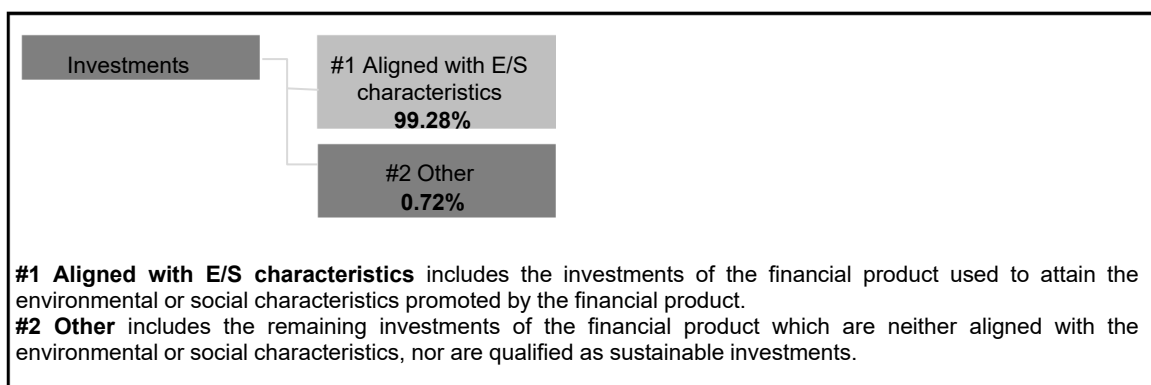 Investments
#1 Aligned with E/S
characteristics
99.28%
#2 Other
0.72%
#1 Aligned with E/S characteristics includes the investments of the financial product used to attain the
environmental or social characteristics promoted by the financial product.
#2 Other includes the remaining investments of the financial product which are neither aligned with the
environmental or social characteristics, nor are qualified as sustainable investments.